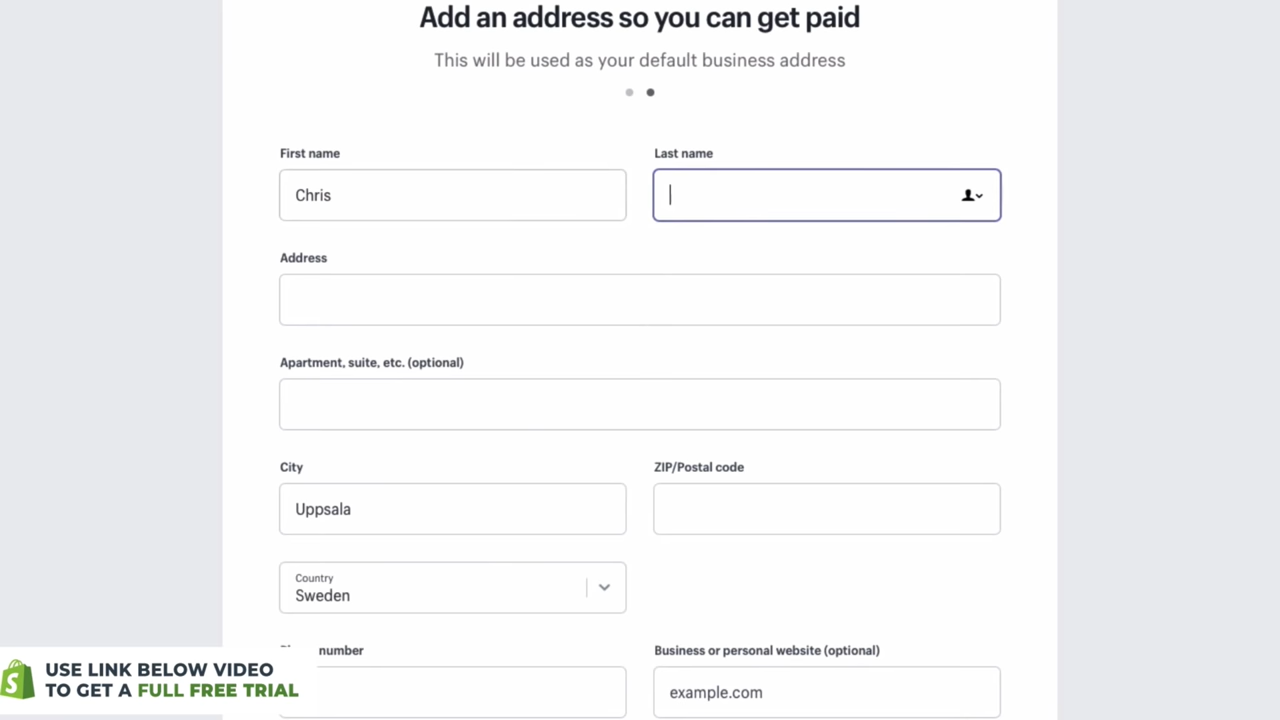 Add an address so you can get paid
This will be used as your default business address
First name
Last name
Chris
Address
Apartment, suite, etc. (optional)
City
ZIP/Postal code
Uppsala
Country
Sweden
number
Business or personal website (optional)
example.com
USE LINK BELOW VIDEO
TO GET A FULL FREE TRIAL